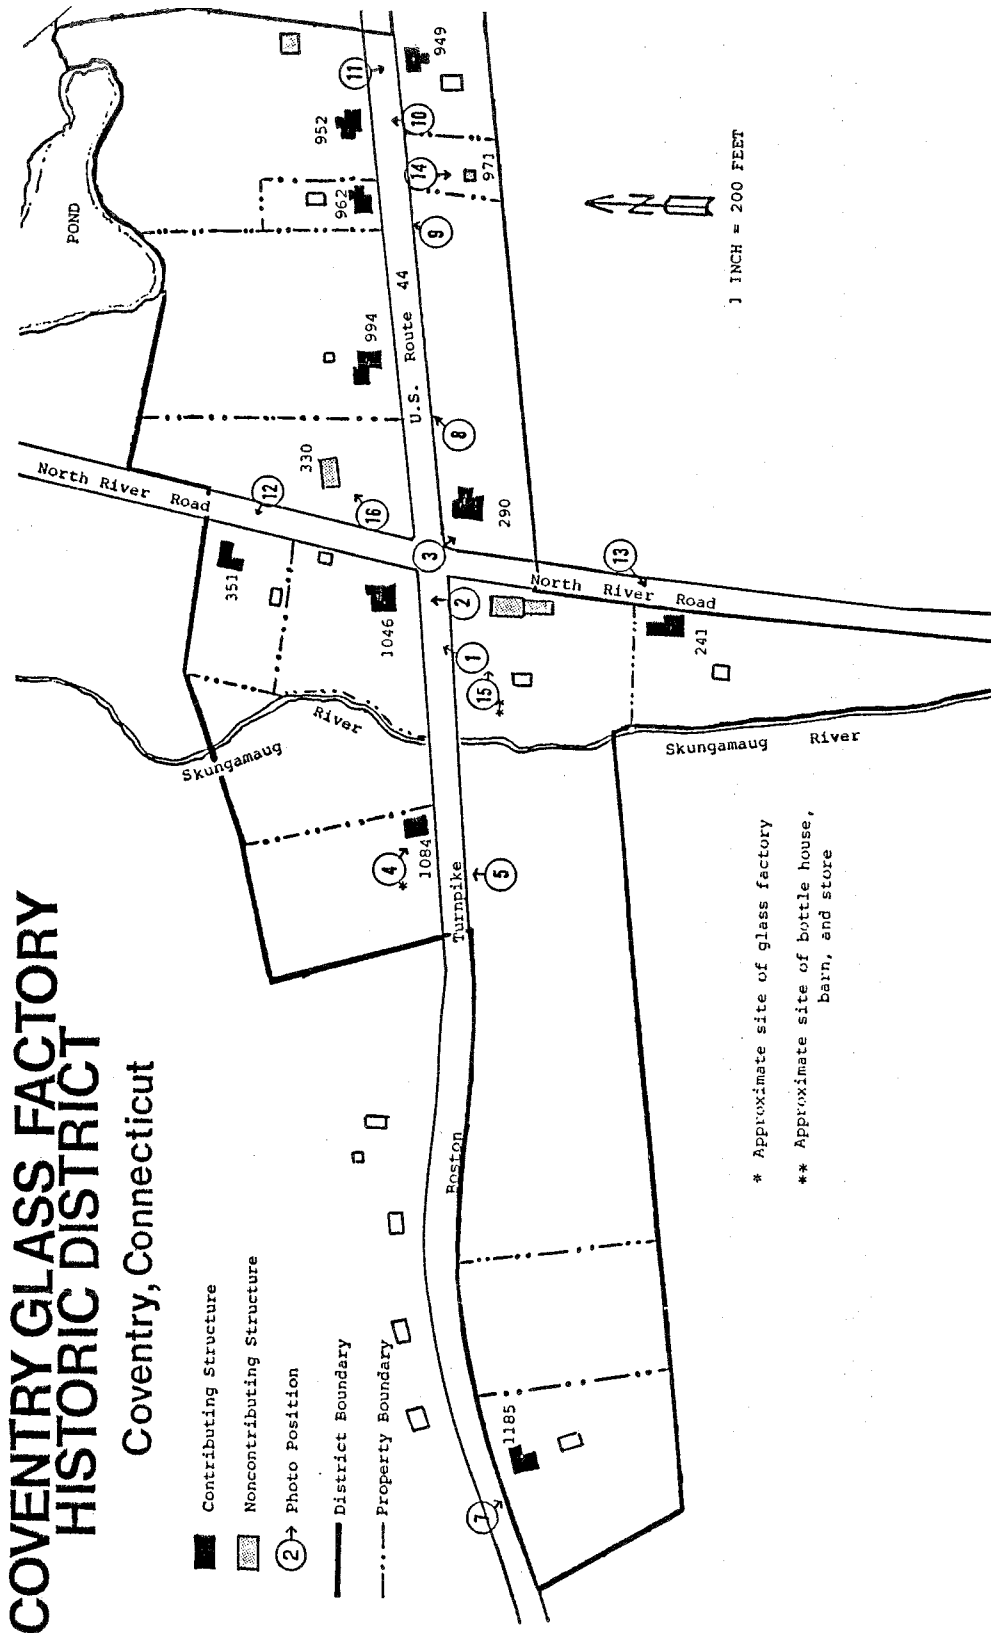 COVENTRY GLASS FACTORY
HISTORIC DISTRICT
Coventry, Connecticut
Contributing Structure
Noncontributing Structure
2 Photo Position
District Boundary
Property Boundary
POND
North River Road
U.S. Route 44
Boston Turnpike
North River Road
Skungamaug River
Skungamaug River
949
952
962
971
994
330
290
351
1046
241
1084
1185
1
2
3
4
*
5
7
8
9
10
11
12
13
14
15
**
16
N
1 INCH = 200 FEET
* Approximate site of glass factory
** Approximate site of bottle house,
barn, and store